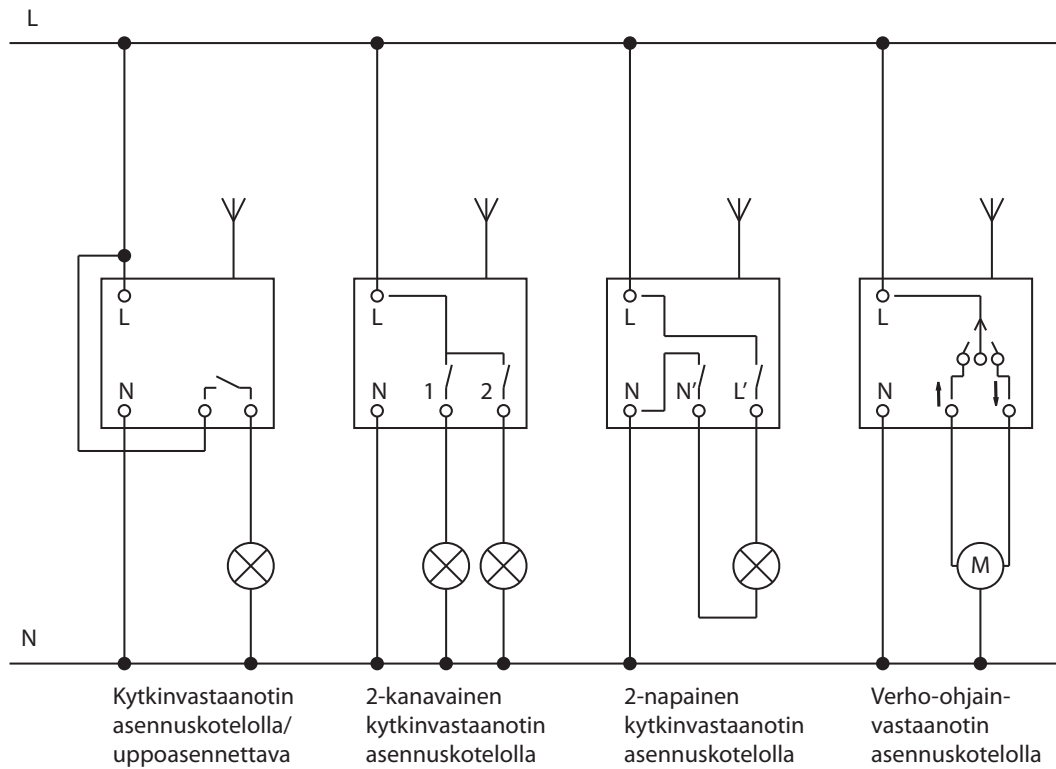 L
L
N
L
N
1
2
L
N
N′
L′
L
N
M
N
Kytkinvastaanotin
asennuskotelolla/
uppoasennettava
2-kanavainen
kytkinvastaanotin
asennuskotelolla
2-napainen
kytkinvastaanotin
asennuskotelolla
Verho-ohjain-
vastaanotin
asennuskotelolla